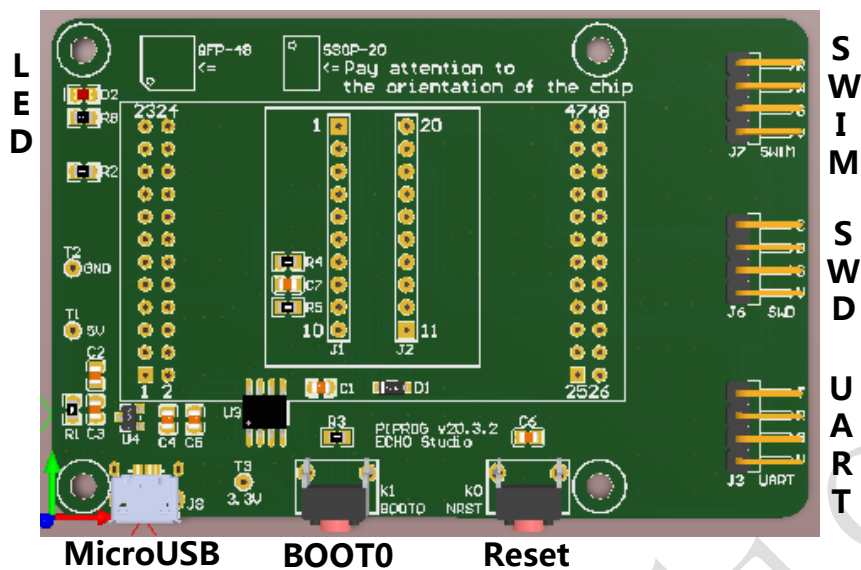 LED
QFP-48
<=
SSOP-20
<= Pay attention to
the orientation of the chip
D2
R8
R2
2324
4748
1
20
T2
GND
R4
C7
R5
T1
5V
10
11
J1
J2
C2
1 2
2526
C1
D1
R1
C3
U4
C4
C5
U3
R3
PIPROG v20.3.2
ECHO Studio
C6
T3
3.3V
J8
K1
BOOT0
K0
NRST
J7 SWIM
J6 SWD
J3 UART
SWIM
SWD
UART
MicroUSB
BOOT0
Reset